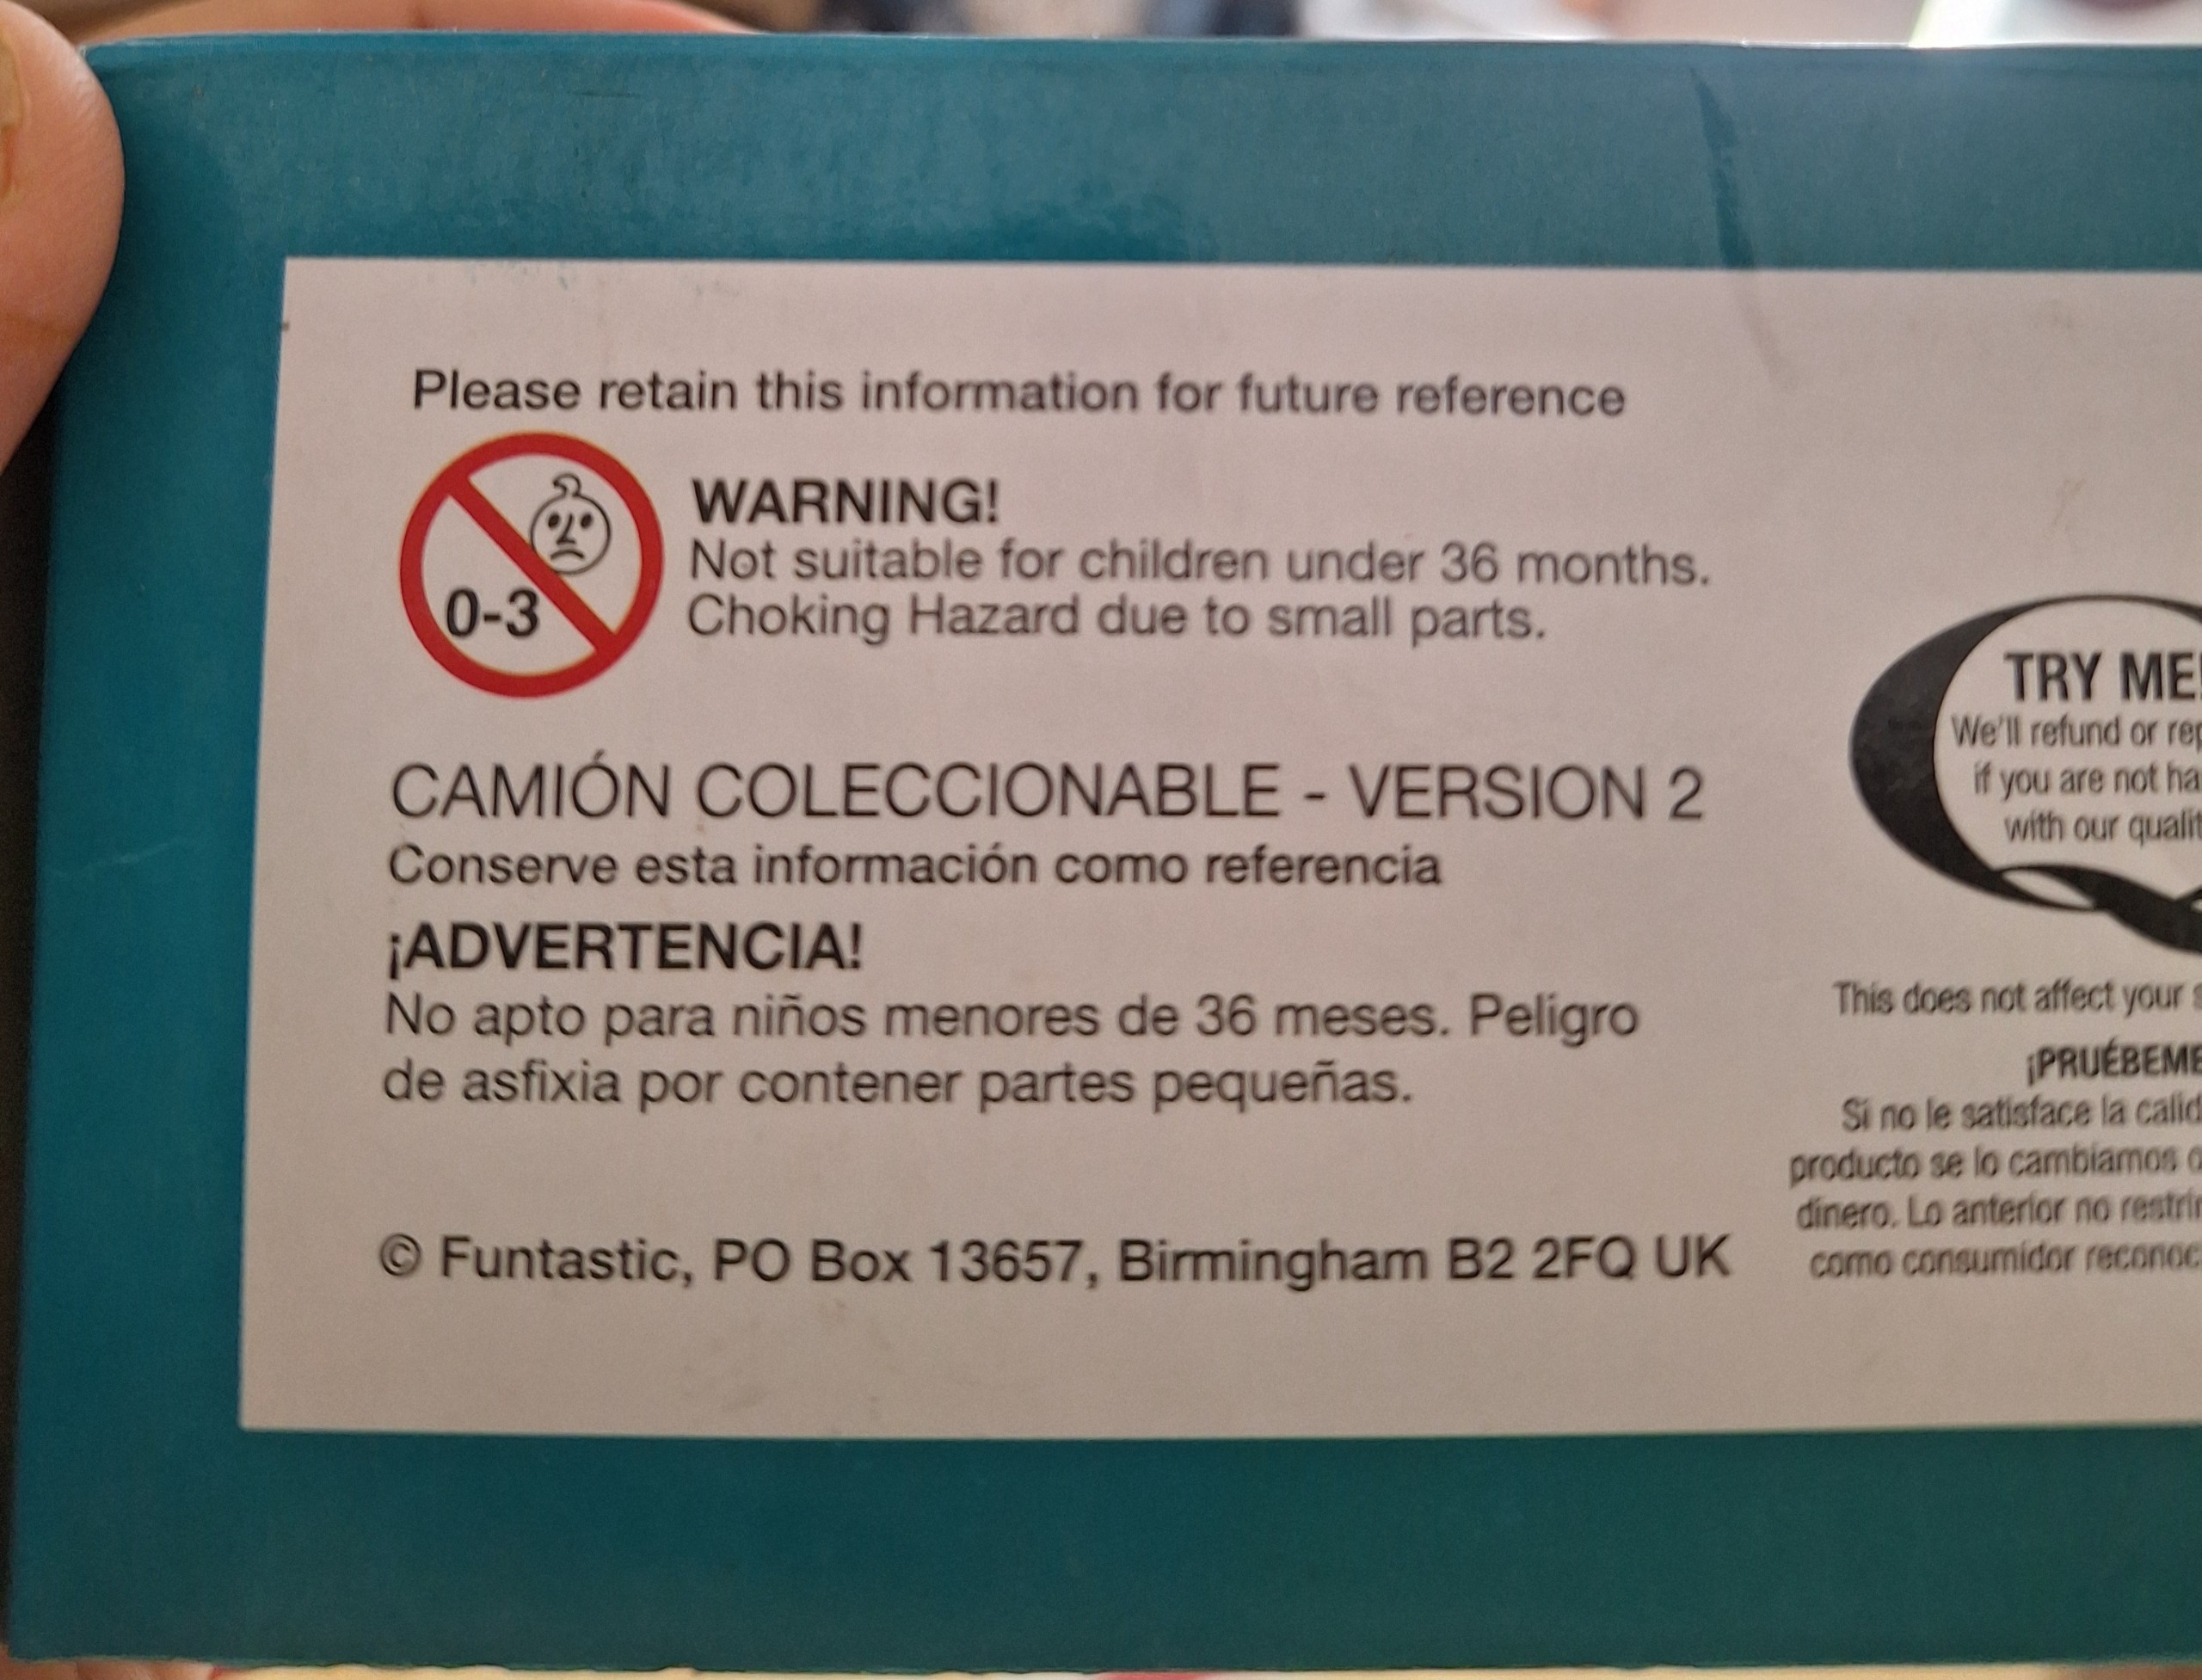 Please retain this information for future reference
0-3
WARNING!
Not suitable for children under 36 months.
Choking Hazard due to small parts.
CAMIÓN COLECCIONABLE - VERSION 2
Conserve esta información como referencia
¡ADVERTENCIA!
No apto para niños menores de 36 meses. Peligro
de asfixia por contener partes pequeñas.
© Funtastic, PO Box 13657, Birmingham B2 2FQ UK
TRY ME!
We'll refund or
if you are not
with our
This does not affect your
¡PRUÉBEME
Si no le satisface la
producto se lo cambiamos
dinero. Lo anterior no
como consumidor